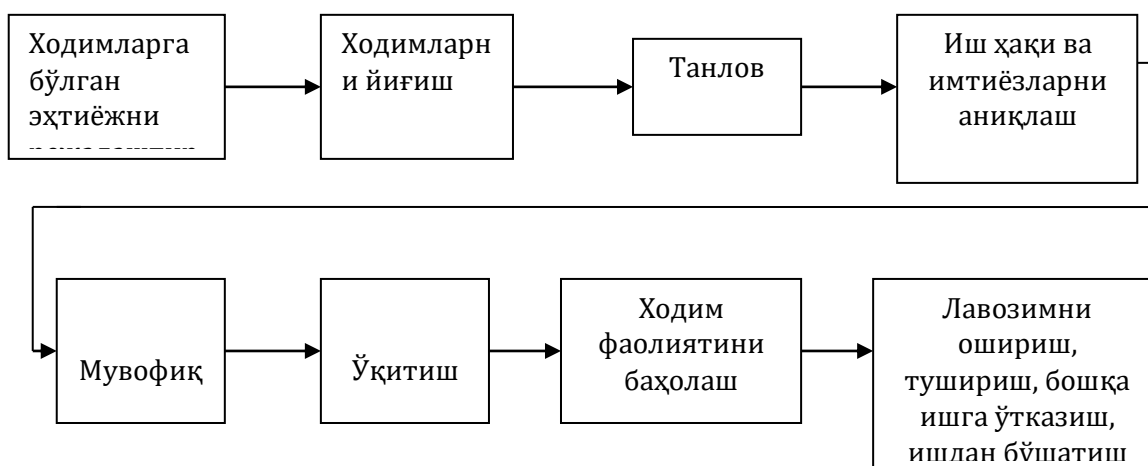 Ходимларга
бўлган
эҳтиёжни
Ходимларн
и йиғиш
Танлов
Иш ҳақи ва
имтиёзларни
аниқлаш
Мувофиқ
Ўқитиш
Ходим
фаолиятини
баҳолаш
Лавозимни
ошириш,
тушириш, бошқа
ишга ўтказиш,
ишдан бўшатиш